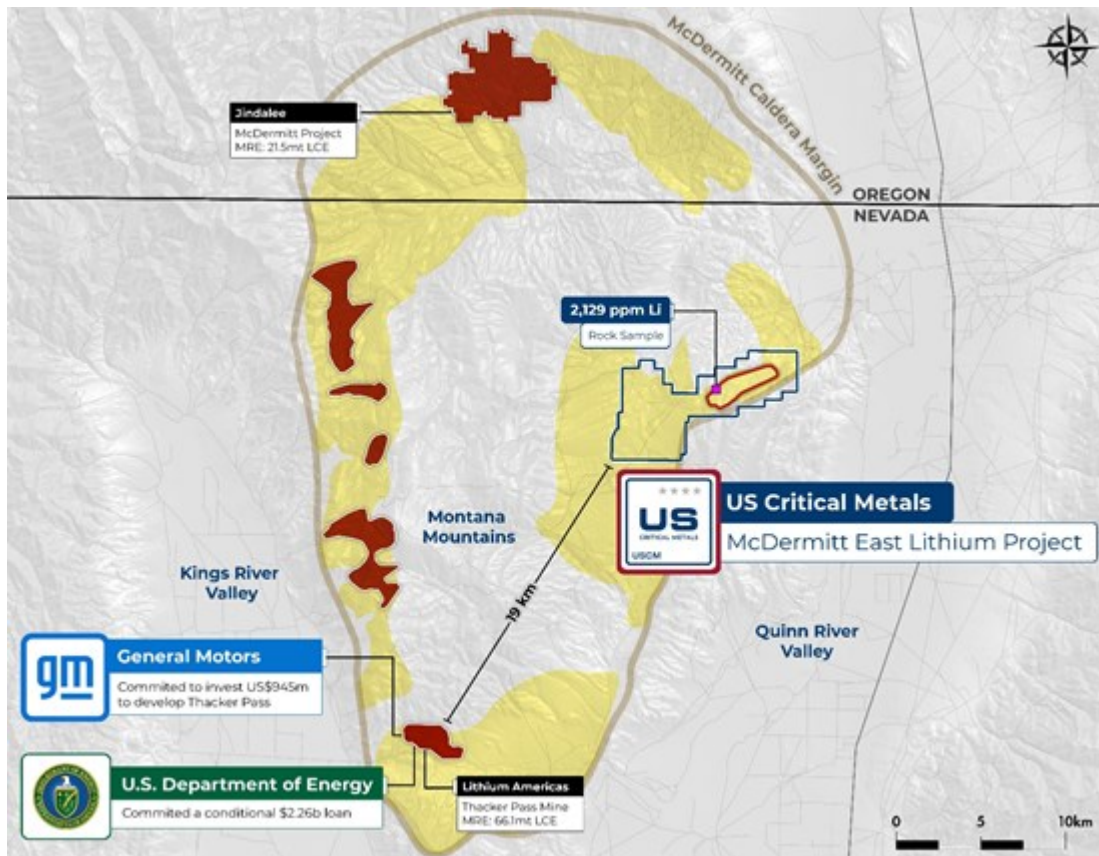 McDermitt Caldera Margin
Jindalee
McDermitt Project
MRE: 21.5mt LCE
OREGON
NEVADA
2,129 ppm Li
Rock Sample
US
CRITICAL METALS
USCM
US Critical Metals
McDermitt East Lithium Project
Montana
Mountains
Kings River
Valley
19 km
Quinn River
Valley
gm
General Motors
Commited to invest US$945m
to develop Thacker Pass
U.S. Department of Energy
Commited a conditional $2.26b loan
Lithium Americas
Thacker Pass Mine
MRE: 66.1mt LCE
0 5 10km